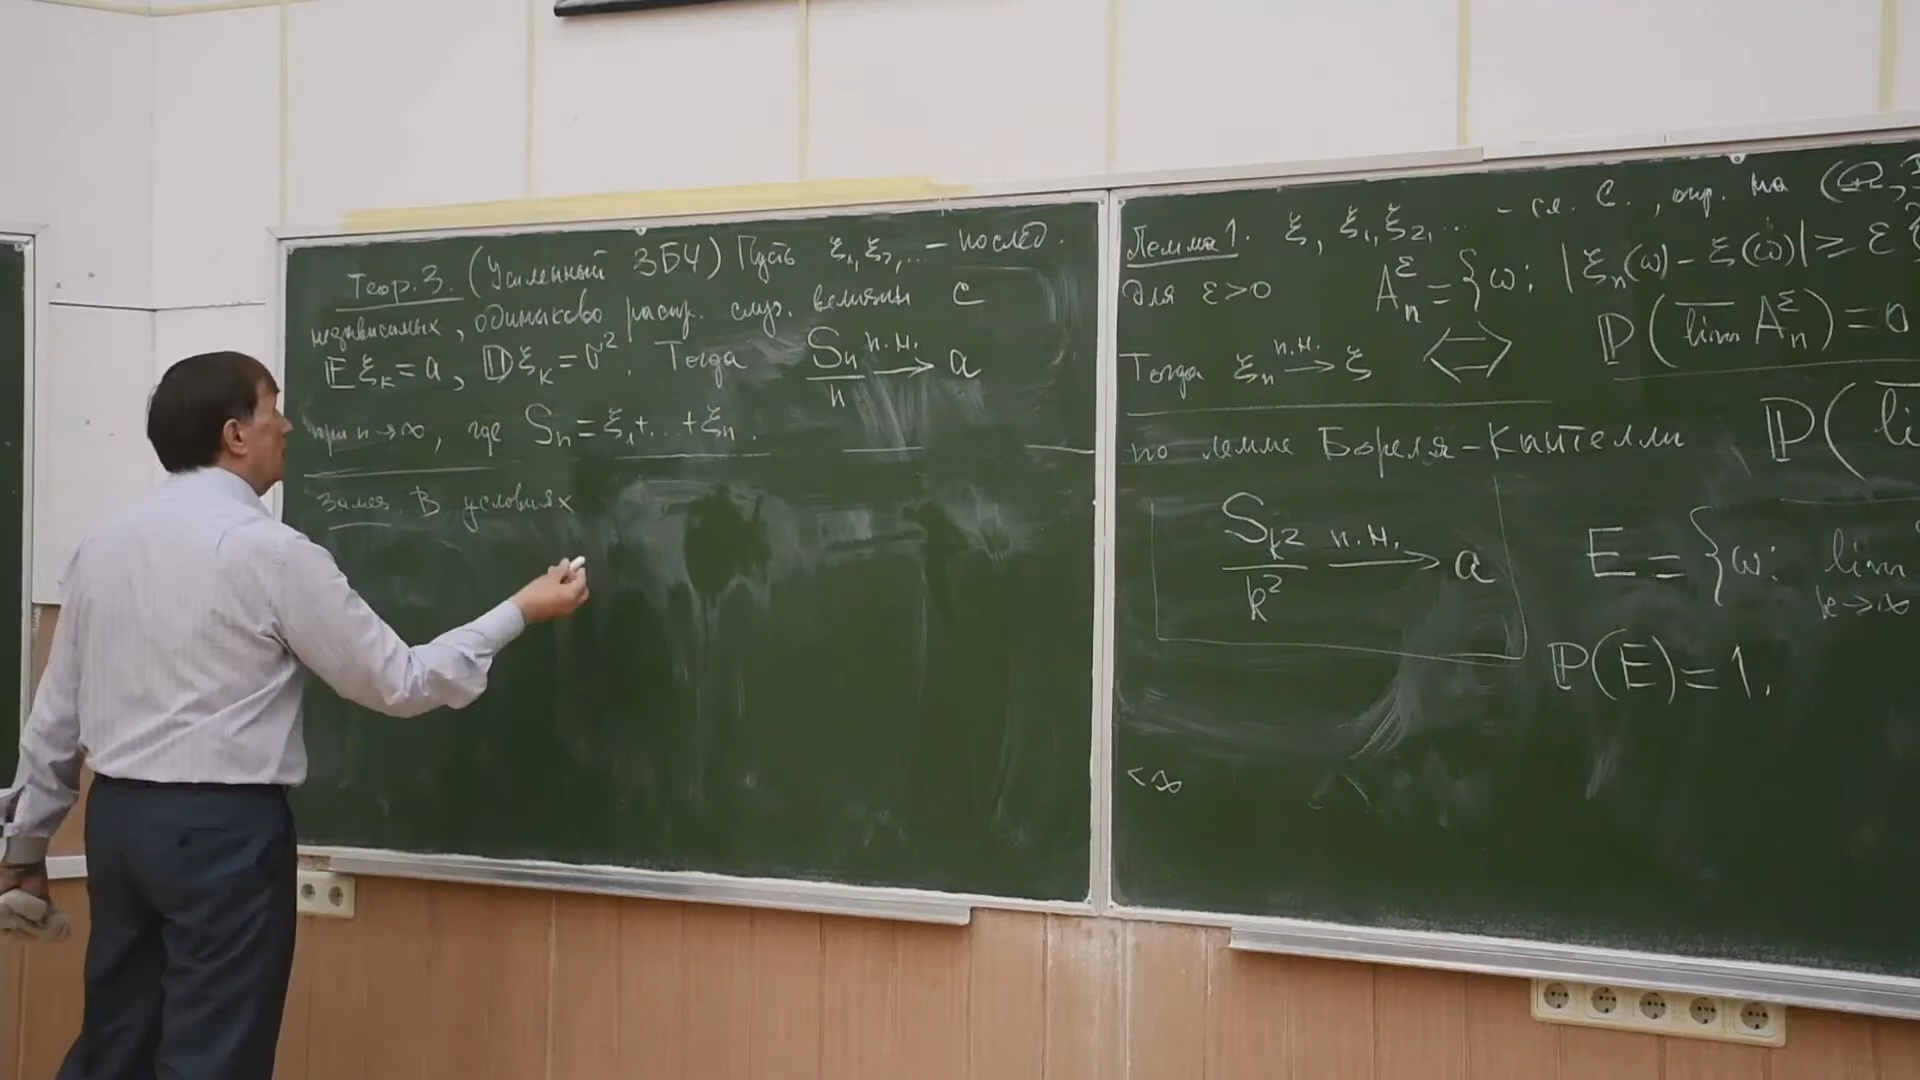 Теор. 3. (Усиленный ЗБЧ) Пусть ξ₁, ξ₂, ... – послед.
независимых, одинаково распр. случ. величин с
𝔼ξₖ = a, 𝔻ξₖ = σ². Тогда Sₙ/n →(п.н.) a
при n→∞, где Sₙ = ξ₁+...+ξₙ.
Замеч. В условиях
Лемма 1. ξ, ξ₁, ξ₂, ... – сл. в., опр. на (Ω,
Для ε>0 Aₙ^ε = {ω: |ξₙ(ω) – ξ(ω)| ≥ ε}
Тогда ξₙ →(п.н.) ξ ⟺ ℙ(lim̅ Aₙ^ε) = 0
по лемме Бореля-Кантелли ℙ(
S_{k²}/k² →(п.н.) a E = {ω: lim k→∞
ℙ(E) = 1.
<∞